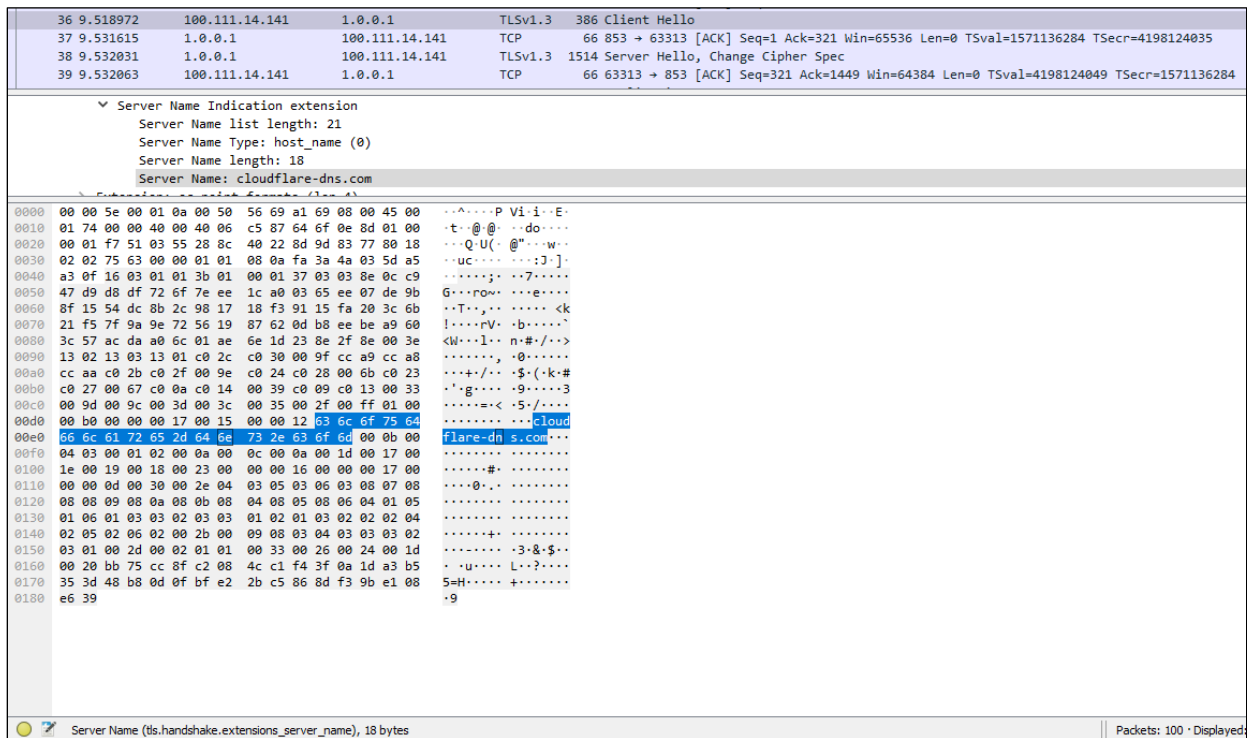 36 9.518972 100.111.14.141 1.0.0.1 TLSv1.3 386 Client Hello
37 9.531615 1.0.0.1 100.111.14.141 TCP 66 853 → 63313 [ACK] Seq=1 Ack=321 Win=65536 Len=0 TSval=1571136284 TSecr=4198124035
38 9.532031 1.0.0.1 100.111.14.141 TLSv1.3 1514 Server Hello, Change Cipher Spec
39 9.532063 100.111.14.141 1.0.0.1 TCP 66 63313 → 853 [ACK] Seq=321 Ack=1449 Win=64384 Len=0 TSval=4198124049 TSecr=1571136284
Server Name Indication extension
Server Name list length: 21
Server Name Type: host_name (0)
Server Name length: 18
Server Name: cloudflare-dns.com
0000 00 00 5e 00 01 0a 00 50 56 69 a1 69 08 00 45 00 ··^····P Vi·i··E·
0010 01 74 00 00 40 00 40 06 c5 87 64 6f 0e 8d 01 00 ·t··@·@· ··do····
0020 00 01 f7 51 03 55 28 8c 40 22 8d 9d 83 77 80 18 ···Q·U(· @"···w··
0030 02 02 75 63 00 00 01 01 08 0a fa 3a 4a 03 5d a5 ··uc···· ···:J·]·
0040 a3 0f 16 03 01 01 3b 01 00 01 37 03 03 8e 0c c9 ······;· ··7·····
0050 47 d9 d8 df 72 6f 7e ee 1c a0 03 65 ee 07 de 9b G···ro~· ···e····
0060 8f 15 54 dc 8b 2c 98 17 18 f3 91 15 fa 20 3c 6b ··T··,·· ····· <k
0070 21 f5 7f 9a 9e 72 56 19 87 62 0d b8 ee be a9 60 !····rV· ·b·····`
0080 3c 57 ac da a0 6c 01 ae 6e 1d 23 8e 2f 8e 00 3e <W···l·· n·#·/··>
0090 13 02 13 03 13 01 c0 2c c0 30 00 9f cc a9 cc a8 ·······, ·0······
00a0 cc aa c0 2b c0 2f 00 9e c0 24 c0 28 00 6b c0 23 ···+·/·· ·$·(·k·#
00b0 c0 27 00 67 c0 0a c0 14 00 39 c0 09 c0 13 00 33 ·'·g···· ·9·····3
00c0 00 9d 00 9c 00 3d 00 3c 00 35 00 2f 00 ff 01 00 ·····=·< ·5·/····
00d0 00 b0 00 00 00 17 00 15 00 00 12 63 6c 6f 75 64 ········ ···cloud
00e0 66 6c 61 72 65 2d 64 6e 73 2e 63 6f 6d 00 0b 00 flare-dn s.com···
00f0 04 03 00 01 02 00 0a 00 0c 00 0a 00 1d 00 17 00 ········ ········
0100 1e 00 19 00 18 00 23 00 00 00 16 00 00 00 17 00 ······#· ········
0110 00 00 0d 00 30 00 2e 04 03 05 03 06 03 08 07 08 ····0·.· ········
0120 08 08 09 08 0a 08 0b 08 04 08 05 08 06 04 01 05 ········ ········
0130 01 06 01 03 03 02 03 03 01 02 01 03 02 02 02 04 ········ ········
0140 02 05 02 06 02 00 2b 00 09 08 03 04 03 03 03 02 ······+· ········
0150 03 01 00 2d 00 02 01 01 00 33 00 26 00 24 00 1d ···-···· ·3·&·$··
0160 00 20 bb 75 cc 8f c2 08 4c c1 f4 3f 0a 1d a3 b5 · ·u···· L··?····
0170 35 3d 48 b8 0d 0f bf e2 2b c5 86 8d f3 9b e1 08 5=H····· +·······
0180 e6 39 ·9
Server Name (tls.handshake.extensions_server_name), 18 bytes Packets: 100 · Displayed: